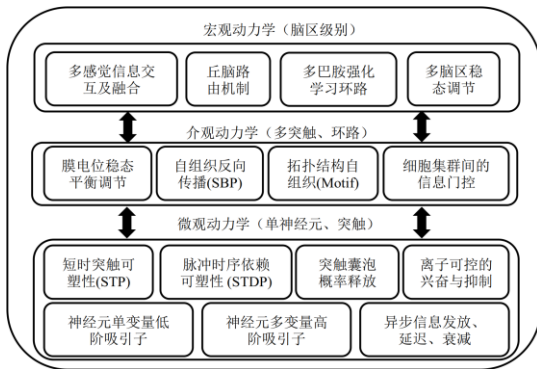 宏观动力学（脑区级别）
多感觉信息交
互及融合
丘脑路
由机制
多巴胺强化
学习环路
多脑区稳
态调节
介观动力学（多突触、环路）
膜电位稳态
平衡调节
自组织反向
传播(SBP)
拓扑结构自
组织(Motif)
细胞集群间的
信息门控
微观动力学（单神经元、突触）
短时突触可
塑性(STP)
脉冲时序依赖
可塑性 (STDP)
突触囊泡
概率释放
离子可控的
兴奋与抑制
神经元单变量低
阶吸引子
神经元多变量高
阶吸引子
异步信息发放、
延迟、衰减